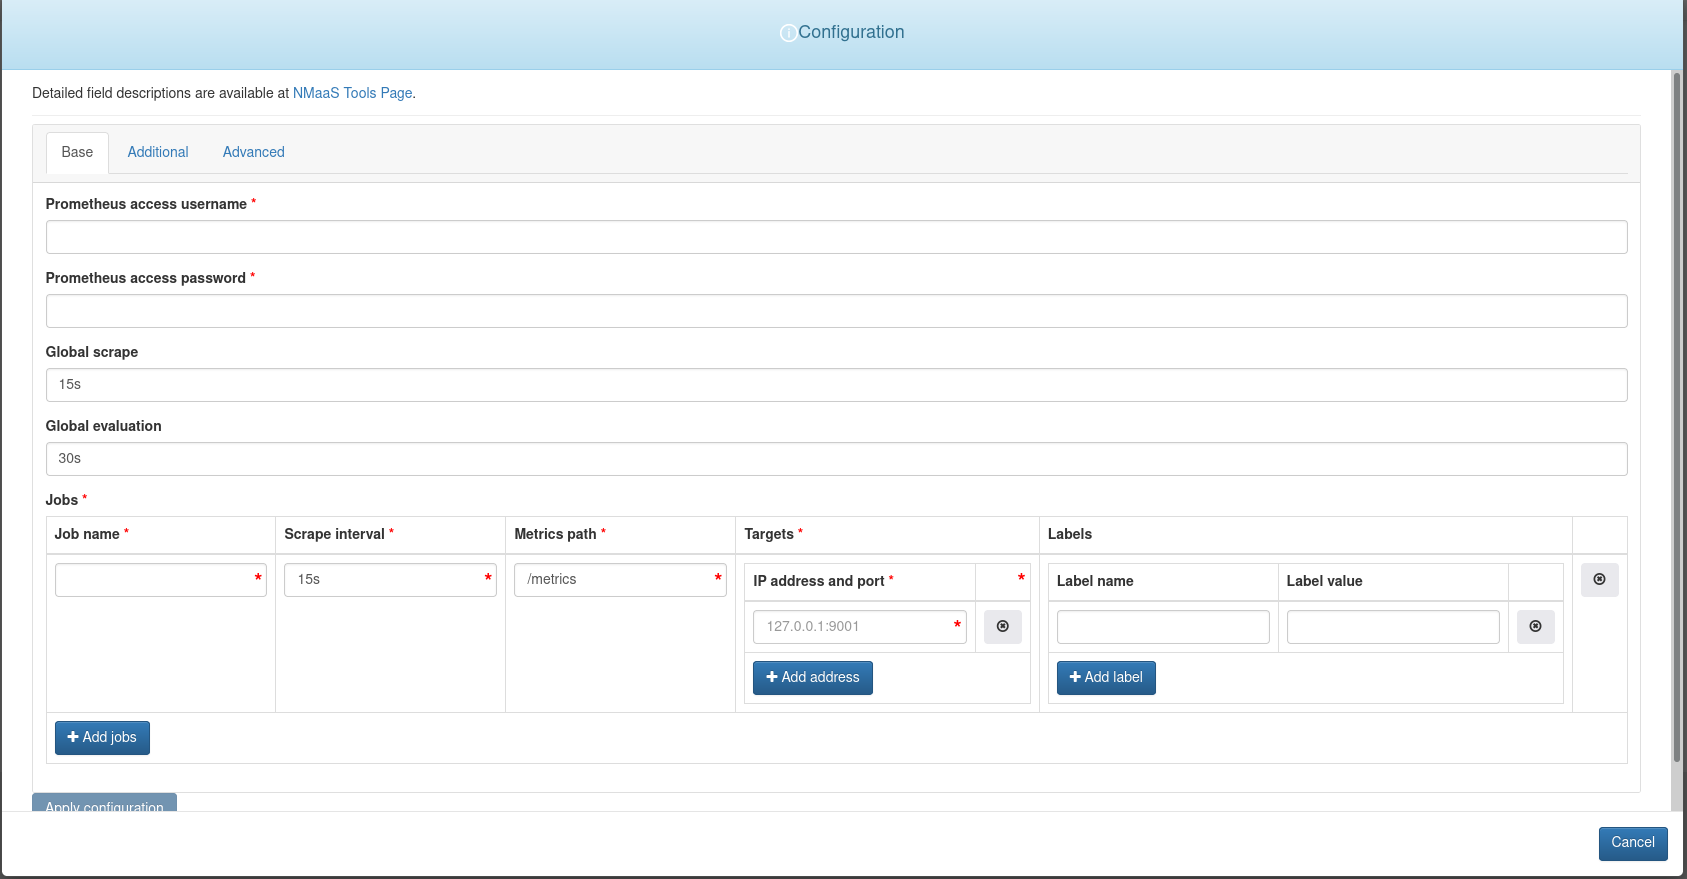 Configuration
Detailed field descriptions are available at NMaaS Tools Page.
Base Additional Advanced
Prometheus access username *
Prometheus access password *
Global scrape
15s
Global evaluation
30s
Jobs *
Job name * Scrape interval * Metrics path * Targets * Labels
* 15s * /metrics * IP address and port * * Label name Label value
127.0.0.1:9001 *
Add address Add label
Add jobs
Apply configuration
Cancel